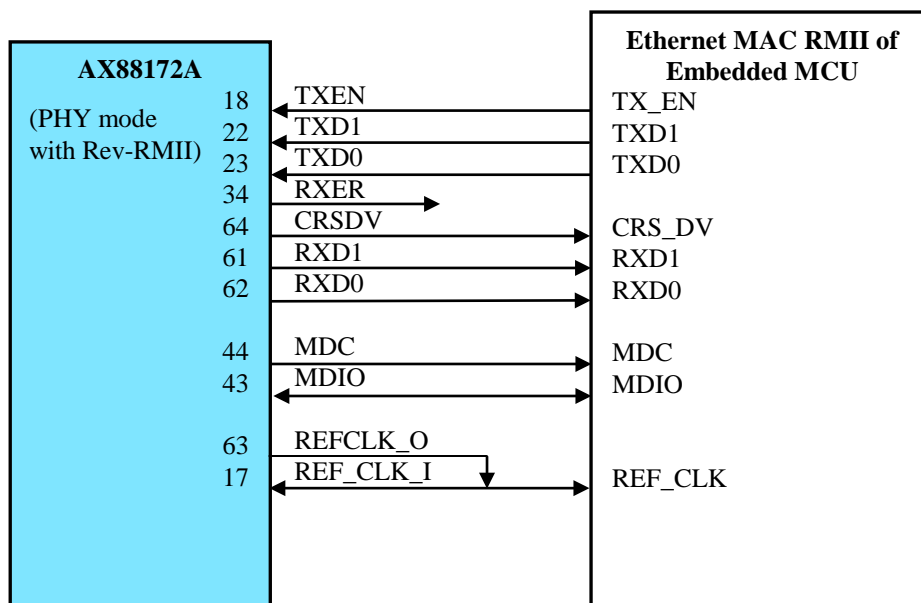 AX88172A
(PHY mode
with Rev-RMII)
Ethernet MAC RMII of
Embedded MCU
18 TXEN TX_EN
22 TXD1 TXD1
23 TXD0 TXD0
34 RXER
64 CRSDV CRS_DV
61 RXD1 RXD1
62 RXD0 RXD0
44 MDC MDC
43 MDIO MDIO
63 REFCLK_O
17 REF_CLK_I REF_CLK